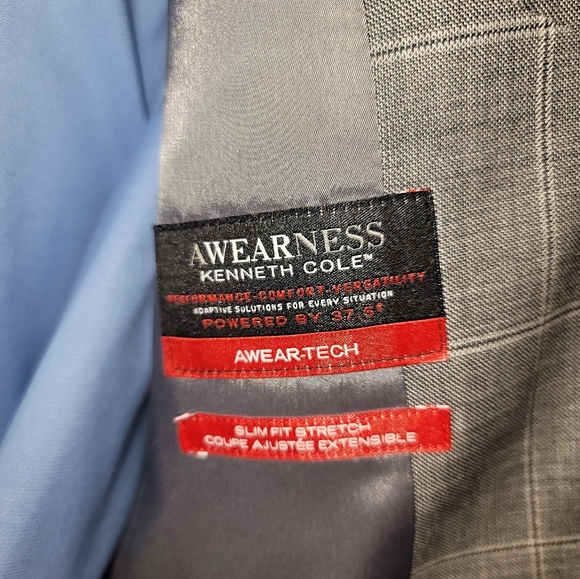 AWEARNESS
KENNETH COLE™
PERFORMANCE-COMFORT-VERSATILITY
ADAPTIVE SOLUTIONS FOR EVERY SITUATION
POWERED BY 37.5®
AWEAR-TECH
SLIM FIT STRETCH
COUPE AJUSTÉE EXTENSIBLE